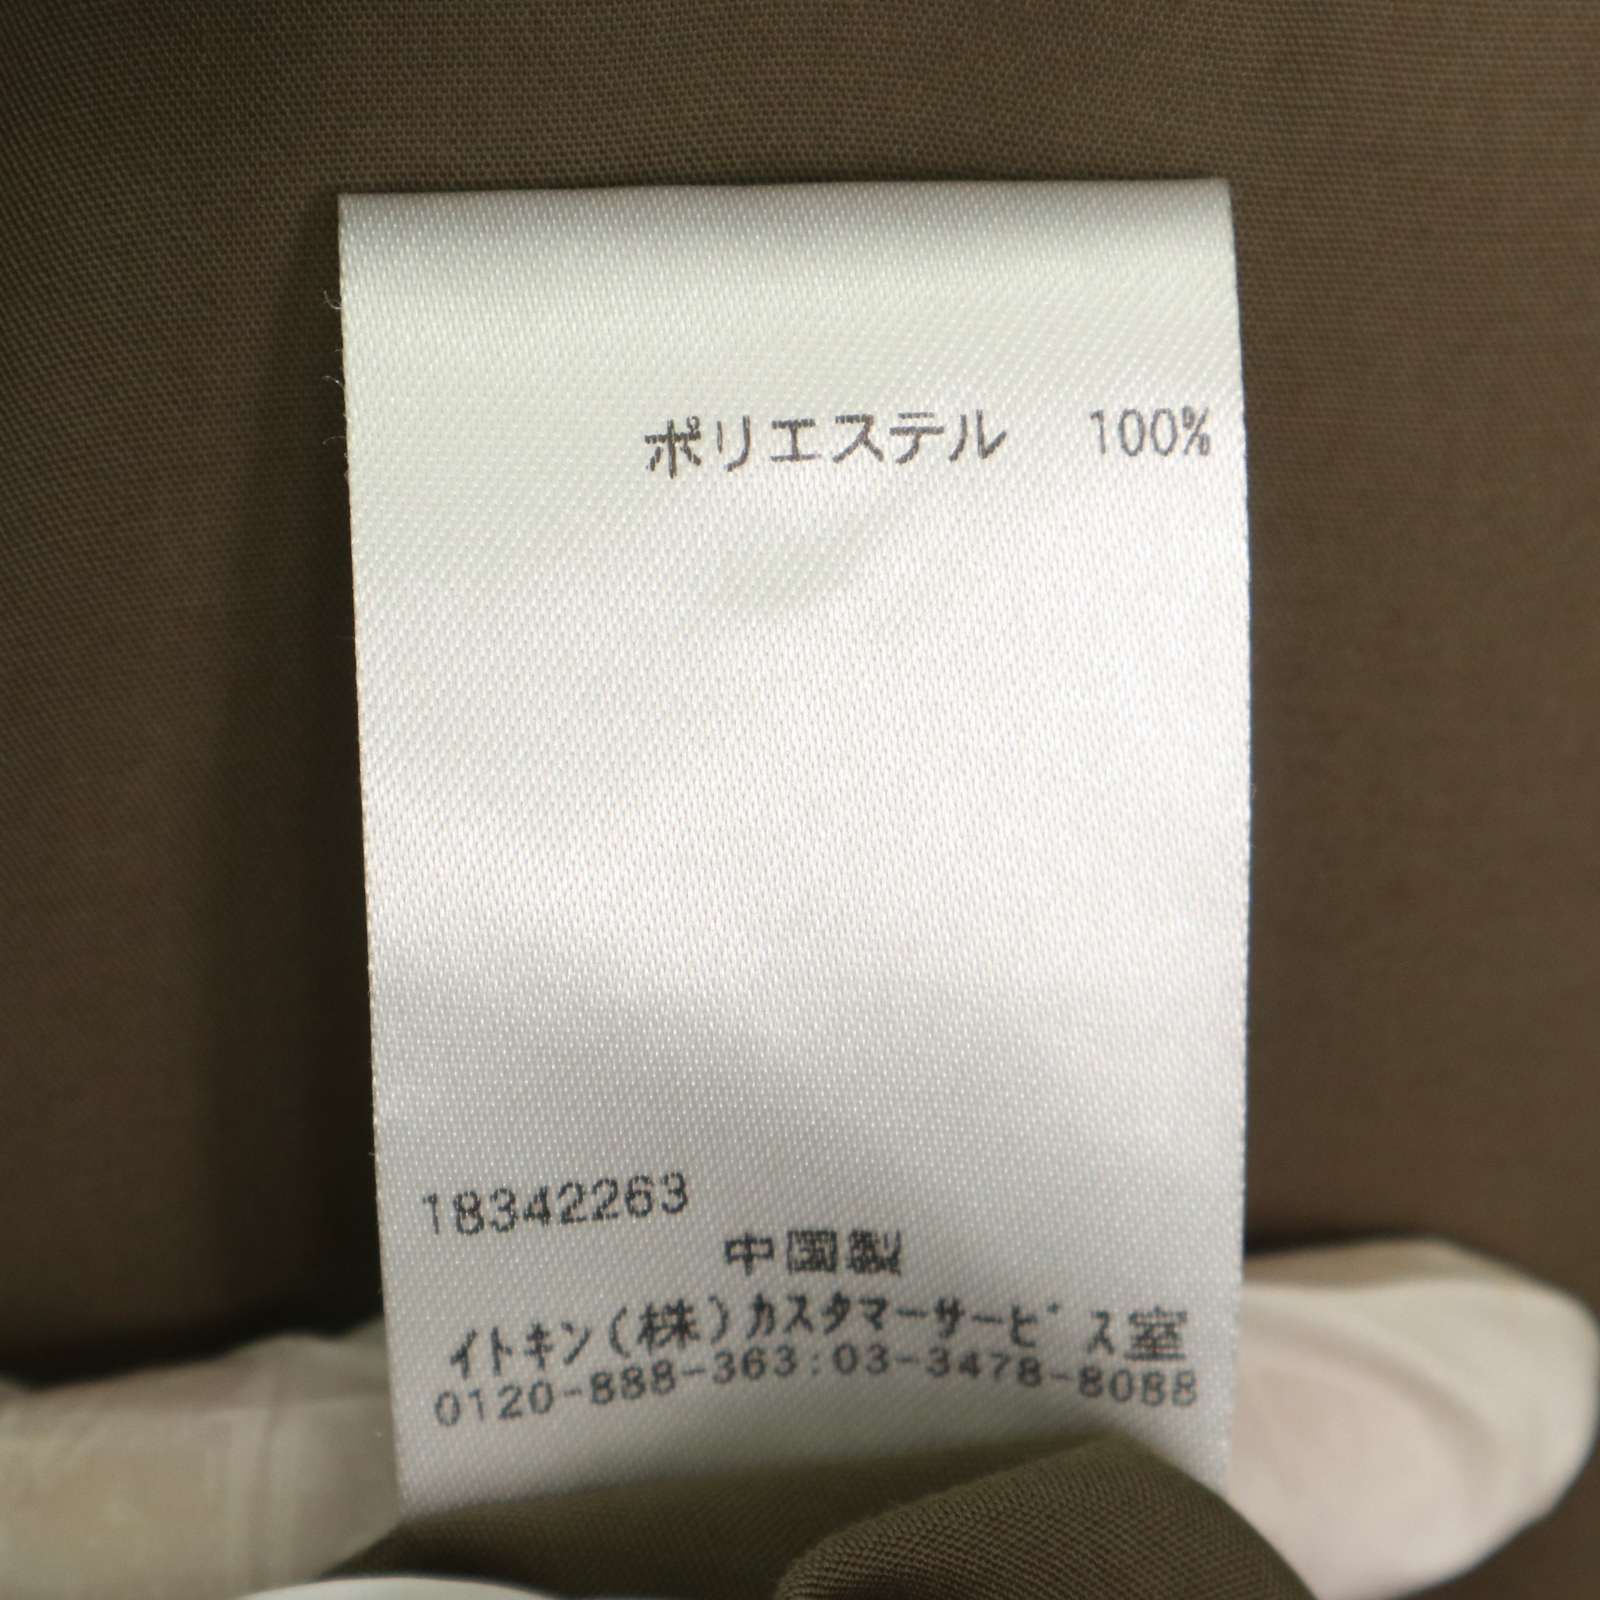 ポリエステル 100%
18342263
中国製
イトキン(株)カスタマーサービス室
0120-888-363:03-3478-8088